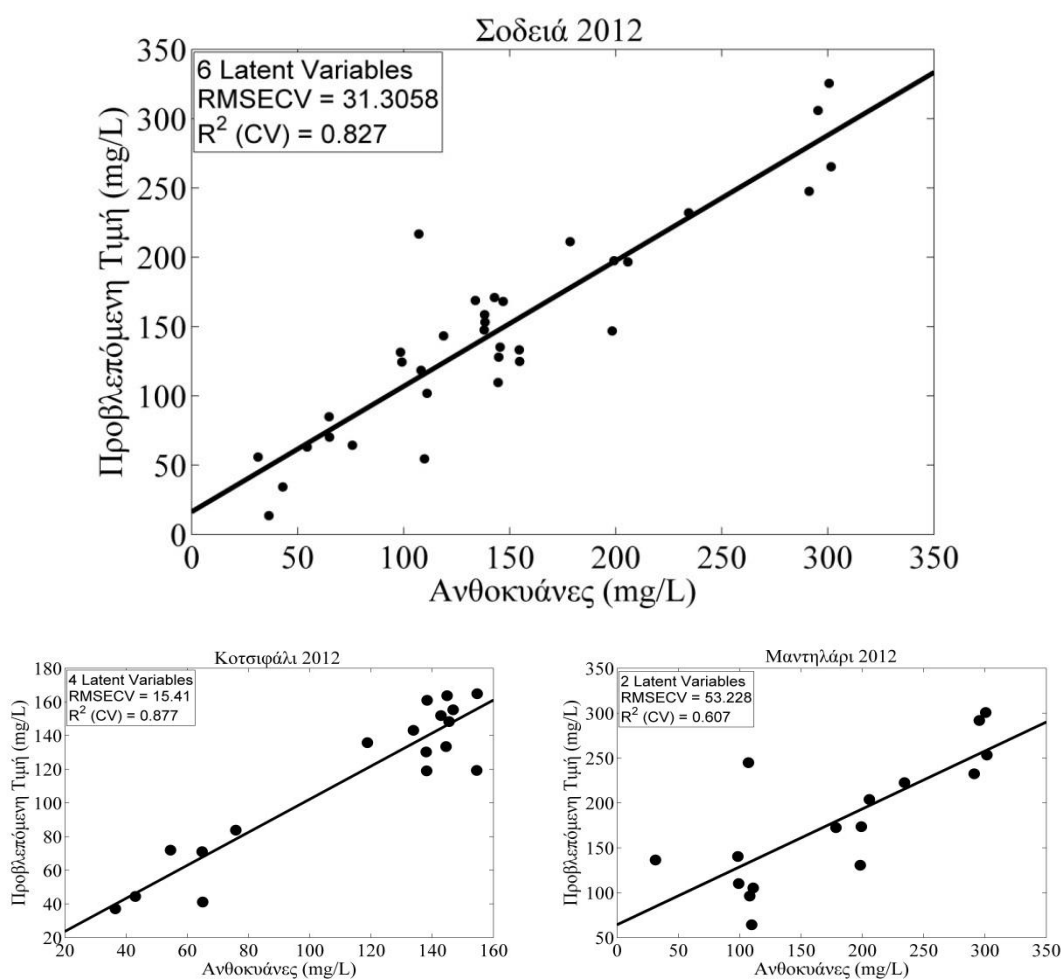 Σοδειά 2012
6 Latent Variables
RMSECV = 31.3058
R² (CV) = 0.827
Προβλεπόμενη Τιμή (mg/L)
350
300
250
200
150
100
50
0
0 50 100 150 200 250 300 350
Ανθοκυάνες (mg/L)
Κοτσιφάλι 2012
4 Latent Variables
RMSECV = 15.41
R² (CV) = 0.877
Προβλεπόμενη Τιμή (mg/L)
180
160
140
120
100
80
60
40
20
20 40 60 80 100 120 140 160
Ανθοκυάνες (mg/L)
Μαντηλάρι 2012
2 Latent Variables
RMSECV = 53.228
R² (CV) = 0.607
Προβλεπόμενη Τιμή (mg/L)
350
300
250
200
150
100
50
0 50 100 150 200 250 300 350
Ανθοκυάνες (mg/L)